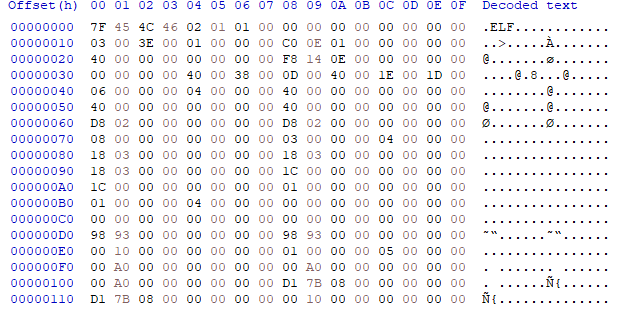 Offset(h) 00 01 02 03 04 05 06 07 08 09 0A 0B 0C 0D 0E 0F Decoded text
00000000 7F 45 4C 46 02 01 01 00 00 00 00 00 00 00 00 00 .ELF............
00000010 03 00 3E 00 01 00 00 00 C0 0E 01 00 00 00 00 00 ..>.....À.......
00000020 40 00 00 00 00 00 00 00 F8 14 0E 00 00 00 00 00 @.......ø.......
00000030 00 00 00 00 40 00 38 00 0D 00 40 00 1E 00 1D 00 ....@.8...@.....
00000040 06 00 00 00 04 00 00 00 40 00 00 00 00 00 00 00 ........@.......
00000050 40 00 00 00 00 00 00 00 40 00 00 00 00 00 00 00 @.......@.......
00000060 D8 02 00 00 00 00 00 00 D8 02 00 00 00 00 00 00 Ø.......Ø.......
00000070 08 00 00 00 00 00 00 00 03 00 00 00 04 00 00 00 ................
00000080 18 03 00 00 00 00 00 00 18 03 00 00 00 00 00 00 ................
00000090 18 03 00 00 00 00 00 00 1C 00 00 00 00 00 00 00 ................
000000A0 1C 00 00 00 00 00 00 00 01 00 00 00 00 00 00 00 ................
000000B0 01 00 00 00 04 00 00 00 00 00 00 00 00 00 00 00 ................
000000C0 00 00 00 00 00 00 00 00 00 00 00 00 00 00 00 00 ................
000000D0 98 93 00 00 00 00 00 00 98 93 00 00 00 00 00 00 ˜“......˜“......
000000E0 00 10 00 00 00 00 00 00 01 00 00 00 05 00 00 00 ................
000000F0 00 A0 00 00 00 00 00 00 00 A0 00 00 00 00 00 00 . ....... ......
00000100 00 A0 00 00 00 00 00 00 D1 7B 08 00 00 00 00 00 . ......Ñ{......
00000110 D1 7B 08 00 00 00 00 00 00 10 00 00 00 00 00 00 Ñ{..............